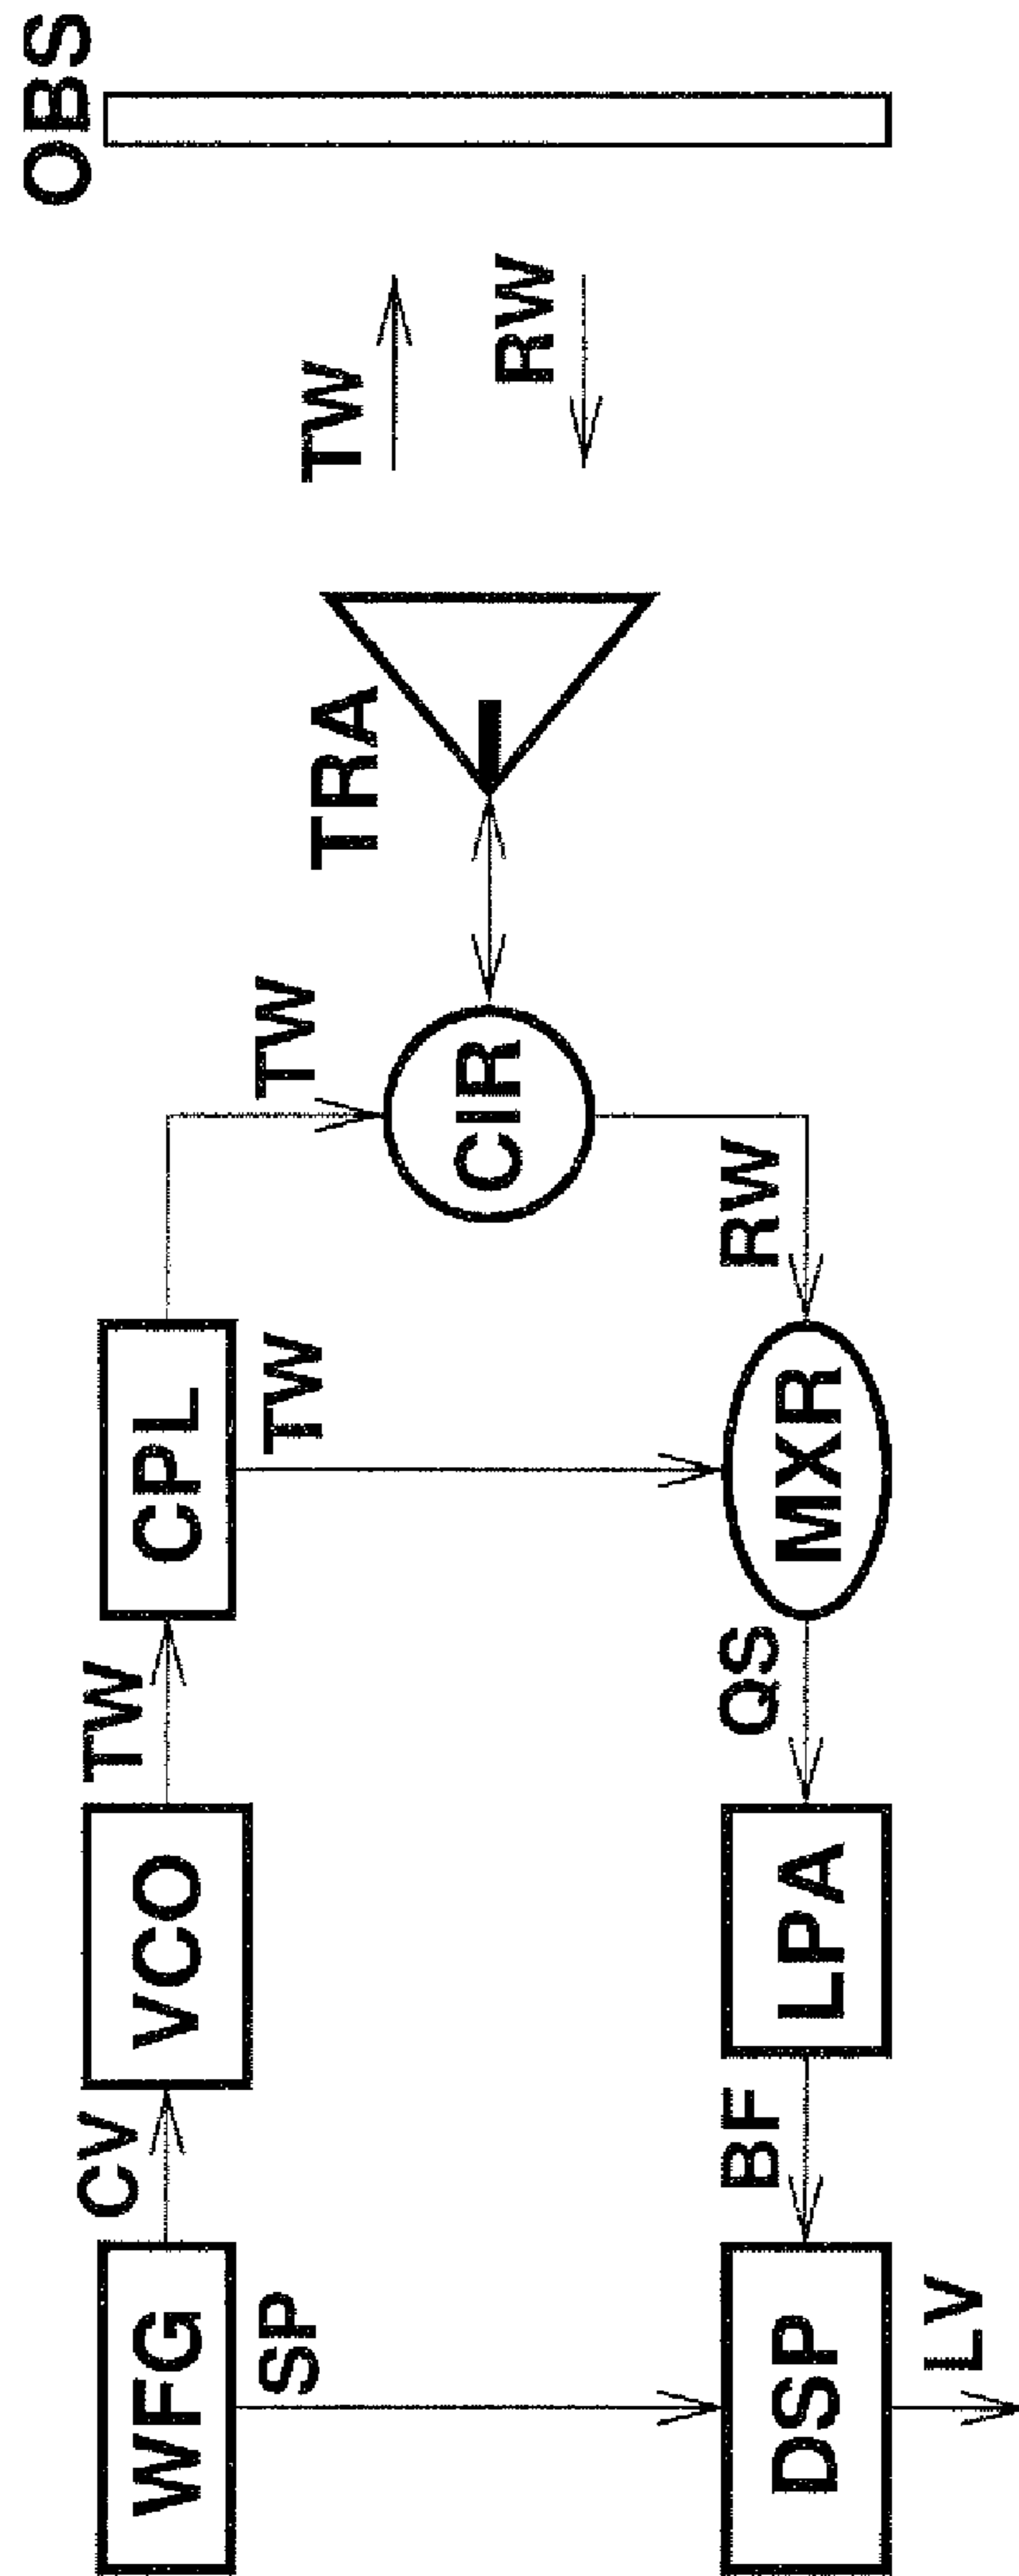 WFG
CV
VCO
TW
CPL
TW
CIR
TRA
TW
OBS
SP
TW
RW
RW
DSP
BF
LPA
QS
MXR
LV